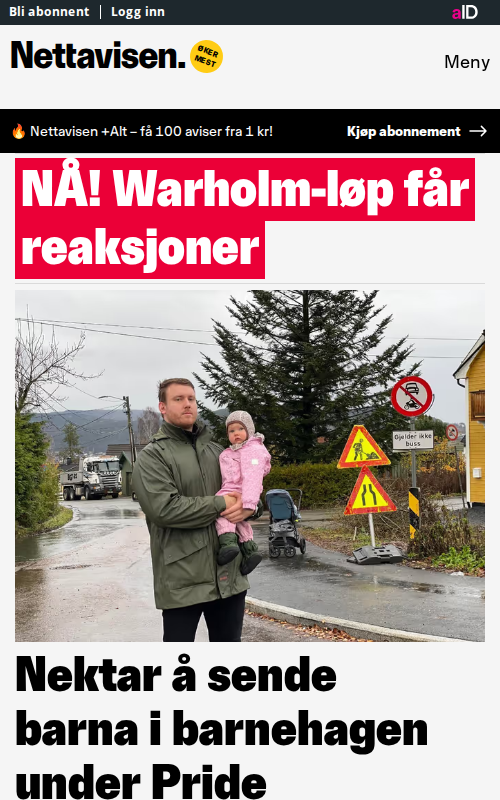 Bli abonnent
Logg inn
aID
Nettavisen.
ØKER
MEST
Meny
🔥 Nettavisen +Alt – få 100 aviser fra 1 kr!
Kjøp abonnement →
NÅ! Warholm-løp får
reaksjoner
Gjelder ikke
buss
Nektar å sende
barna i barnehagen
under Pride